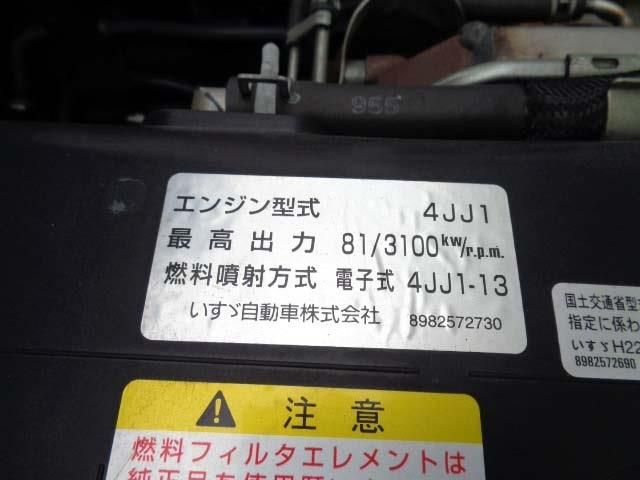 955
エンジン型式 4JJ1
最高出力 81/3100kW/r.p.m.
燃料噴射方式 電子式 4JJ1-13
いすゞ自動車株式会社 8982572730
国土交通省型
指定に係わ
いすゞH22
8982572690
注意
燃料フィルタエレメントは
純正品を使用